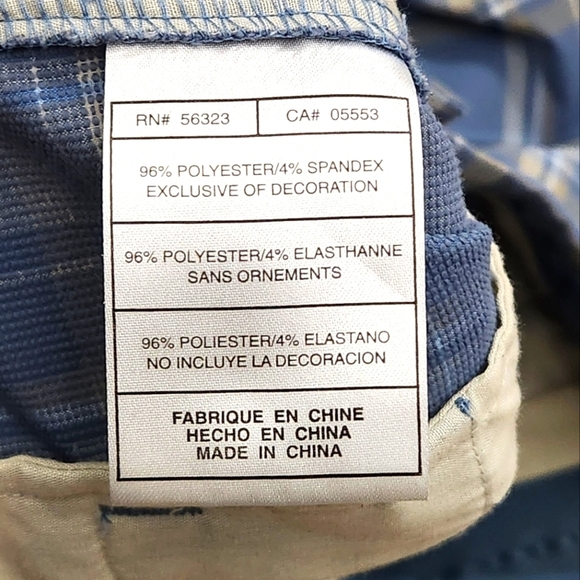 RN# 56323 CA# 05553
96% POLYESTER/4% SPANDEX
EXCLUSIVE OF DECORATION
96% POLYESTER/4% ELASTHANNE
SANS ORNEMENTS
96% POLIESTER/4% ELASTANO
NO INCLUYE LA DECORACION
FABRIQUE EN CHINE
HECHO EN CHINA
MADE IN CHINA